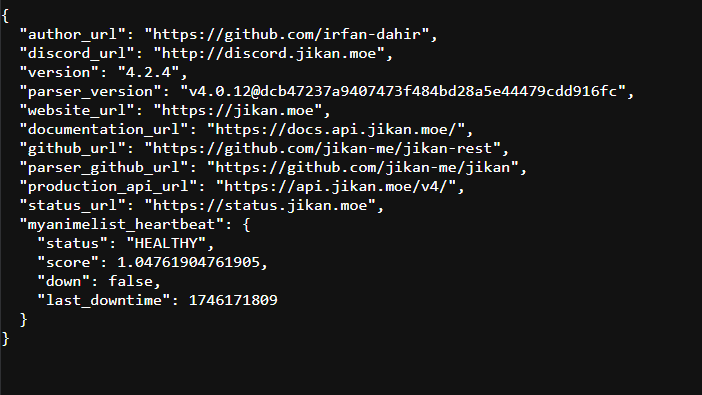 {
  "author_url": "https://github.com/irfan-dahir",
  "discord_url": "http://discord.jikan.moe",
  "version": "4.2.4",
  "parser_version": "v4.0.12@dcb47237a9407473f484bd28a5e44479cdd916fc",
  "website_url": "https://jikan.moe",
  "documentation_url": "https://docs.api.jikan.moe/",
  "github_url": "https://github.com/jikan-me/jikan-rest",
  "parser_github_url": "https://github.com/jikan-me/jikan",
  "production_api_url": "https://api.jikan.moe/v4/",
  "status_url": "https://status.jikan.moe",
  "myanimelist_heartbeat": {
    "status": "HEALTHY",
    "score": 1.04761904761905,
    "down": false,
    "last_downtime": 1746171809
  }
}